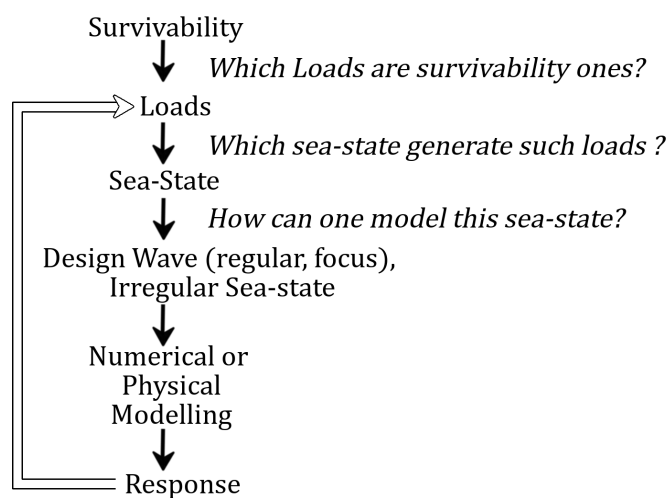 Survivability
Which Loads are survivability ones?
Loads
Which sea-state generate such loads ?
Sea-State
How can one model this sea-state?
Design Wave (regular, focus),
Irregular Sea-state
Numerical or
Physical
Modelling
Response